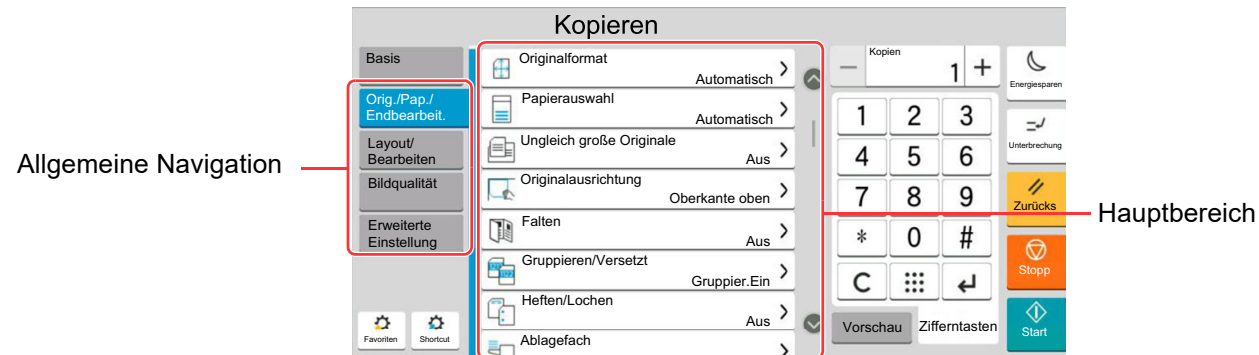 Kopieren
Allgemeine Navigation
Basis
Orig./Pap./
Endbearbeit.
Layout/
Bearbeiten
Bildqualität
Erweiterte
Einstellung
Favoriten
Shortcut
Originalformat
Automatisch
Papierauswahl
Automatisch
Ungleich große Originale
Aus
Originalausrichtung
Oberkante oben
Falten
Aus
Gruppieren/Versetzt
Gruppier.Ein
Heften/Lochen
Aus
Ablagefach
Kopien
− 1 +
1 2 3
4 5 6
7 8 9
* 0 #
C
Vorschau
Zifferntasten
Energiesparen
Unterbrechung
Zurücks
Stopp
Start
Hauptbereich